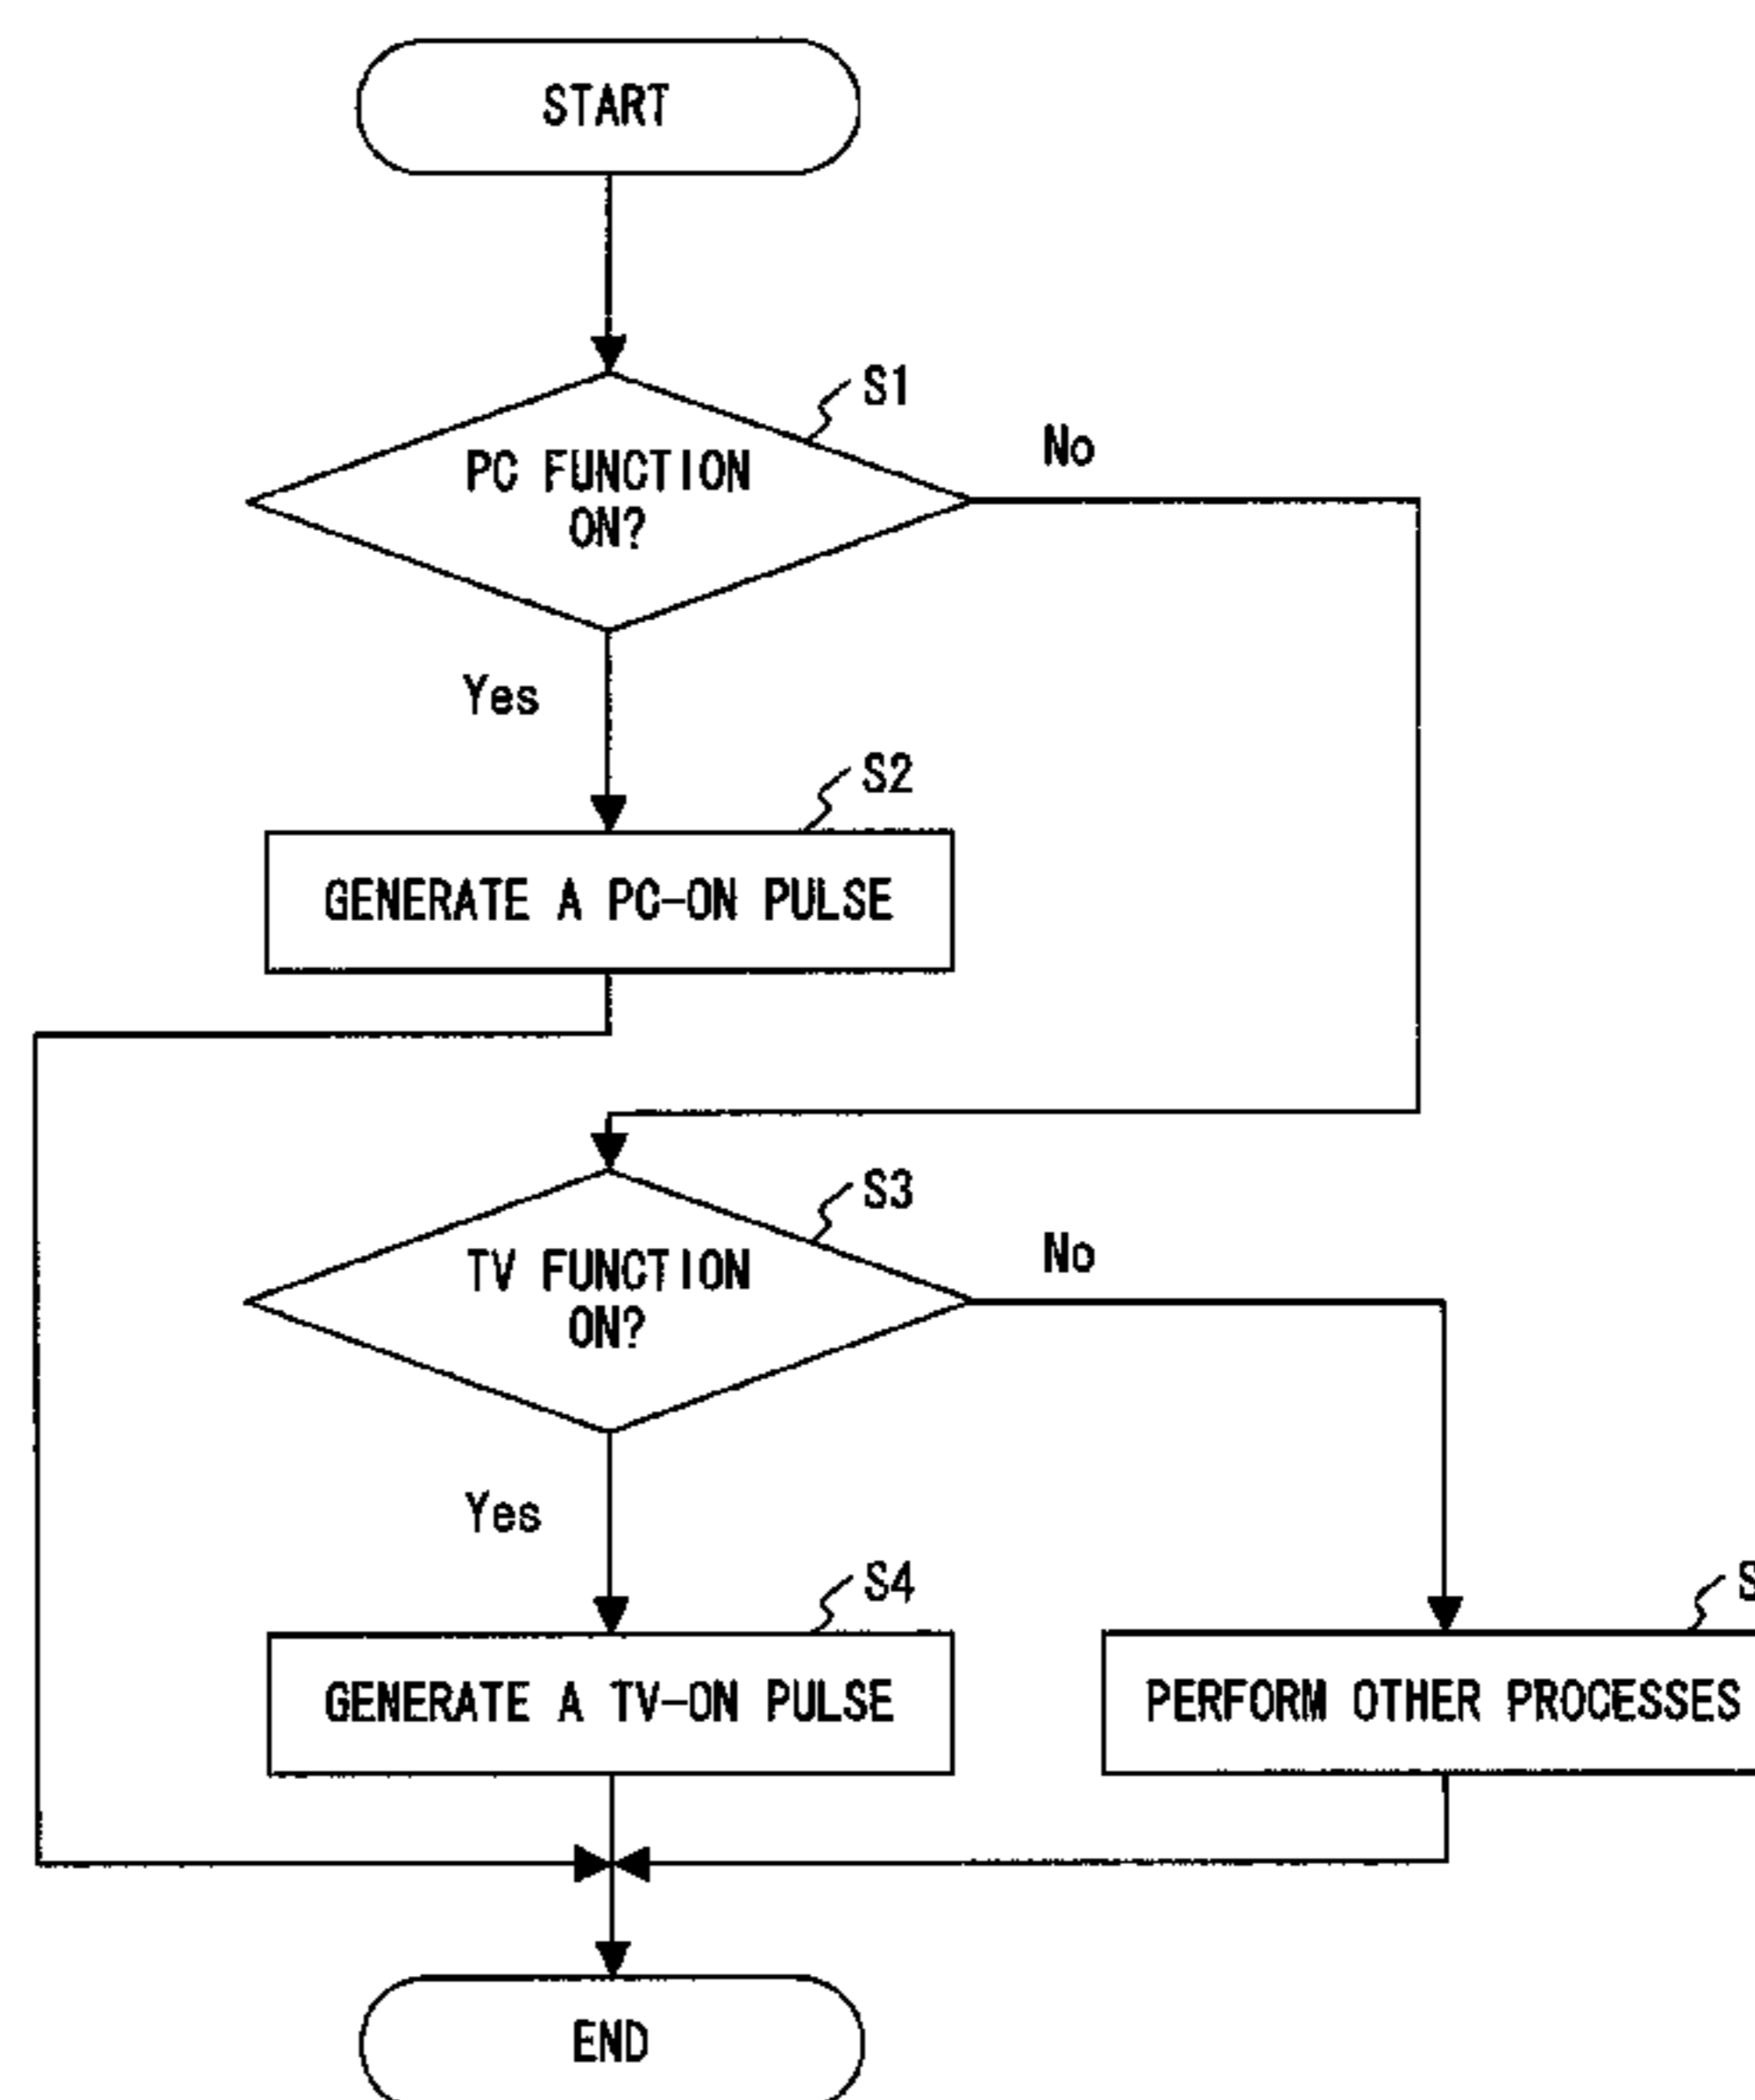 START
S1
PC FUNCTION
ON?
No
Yes
S2
GENERATE A PC-ON PULSE
S3
TV FUNCTION
ON?
No
Yes
S4
GENERATE A TV-ON PULSE
PERFORM OTHER PROCESSES
END